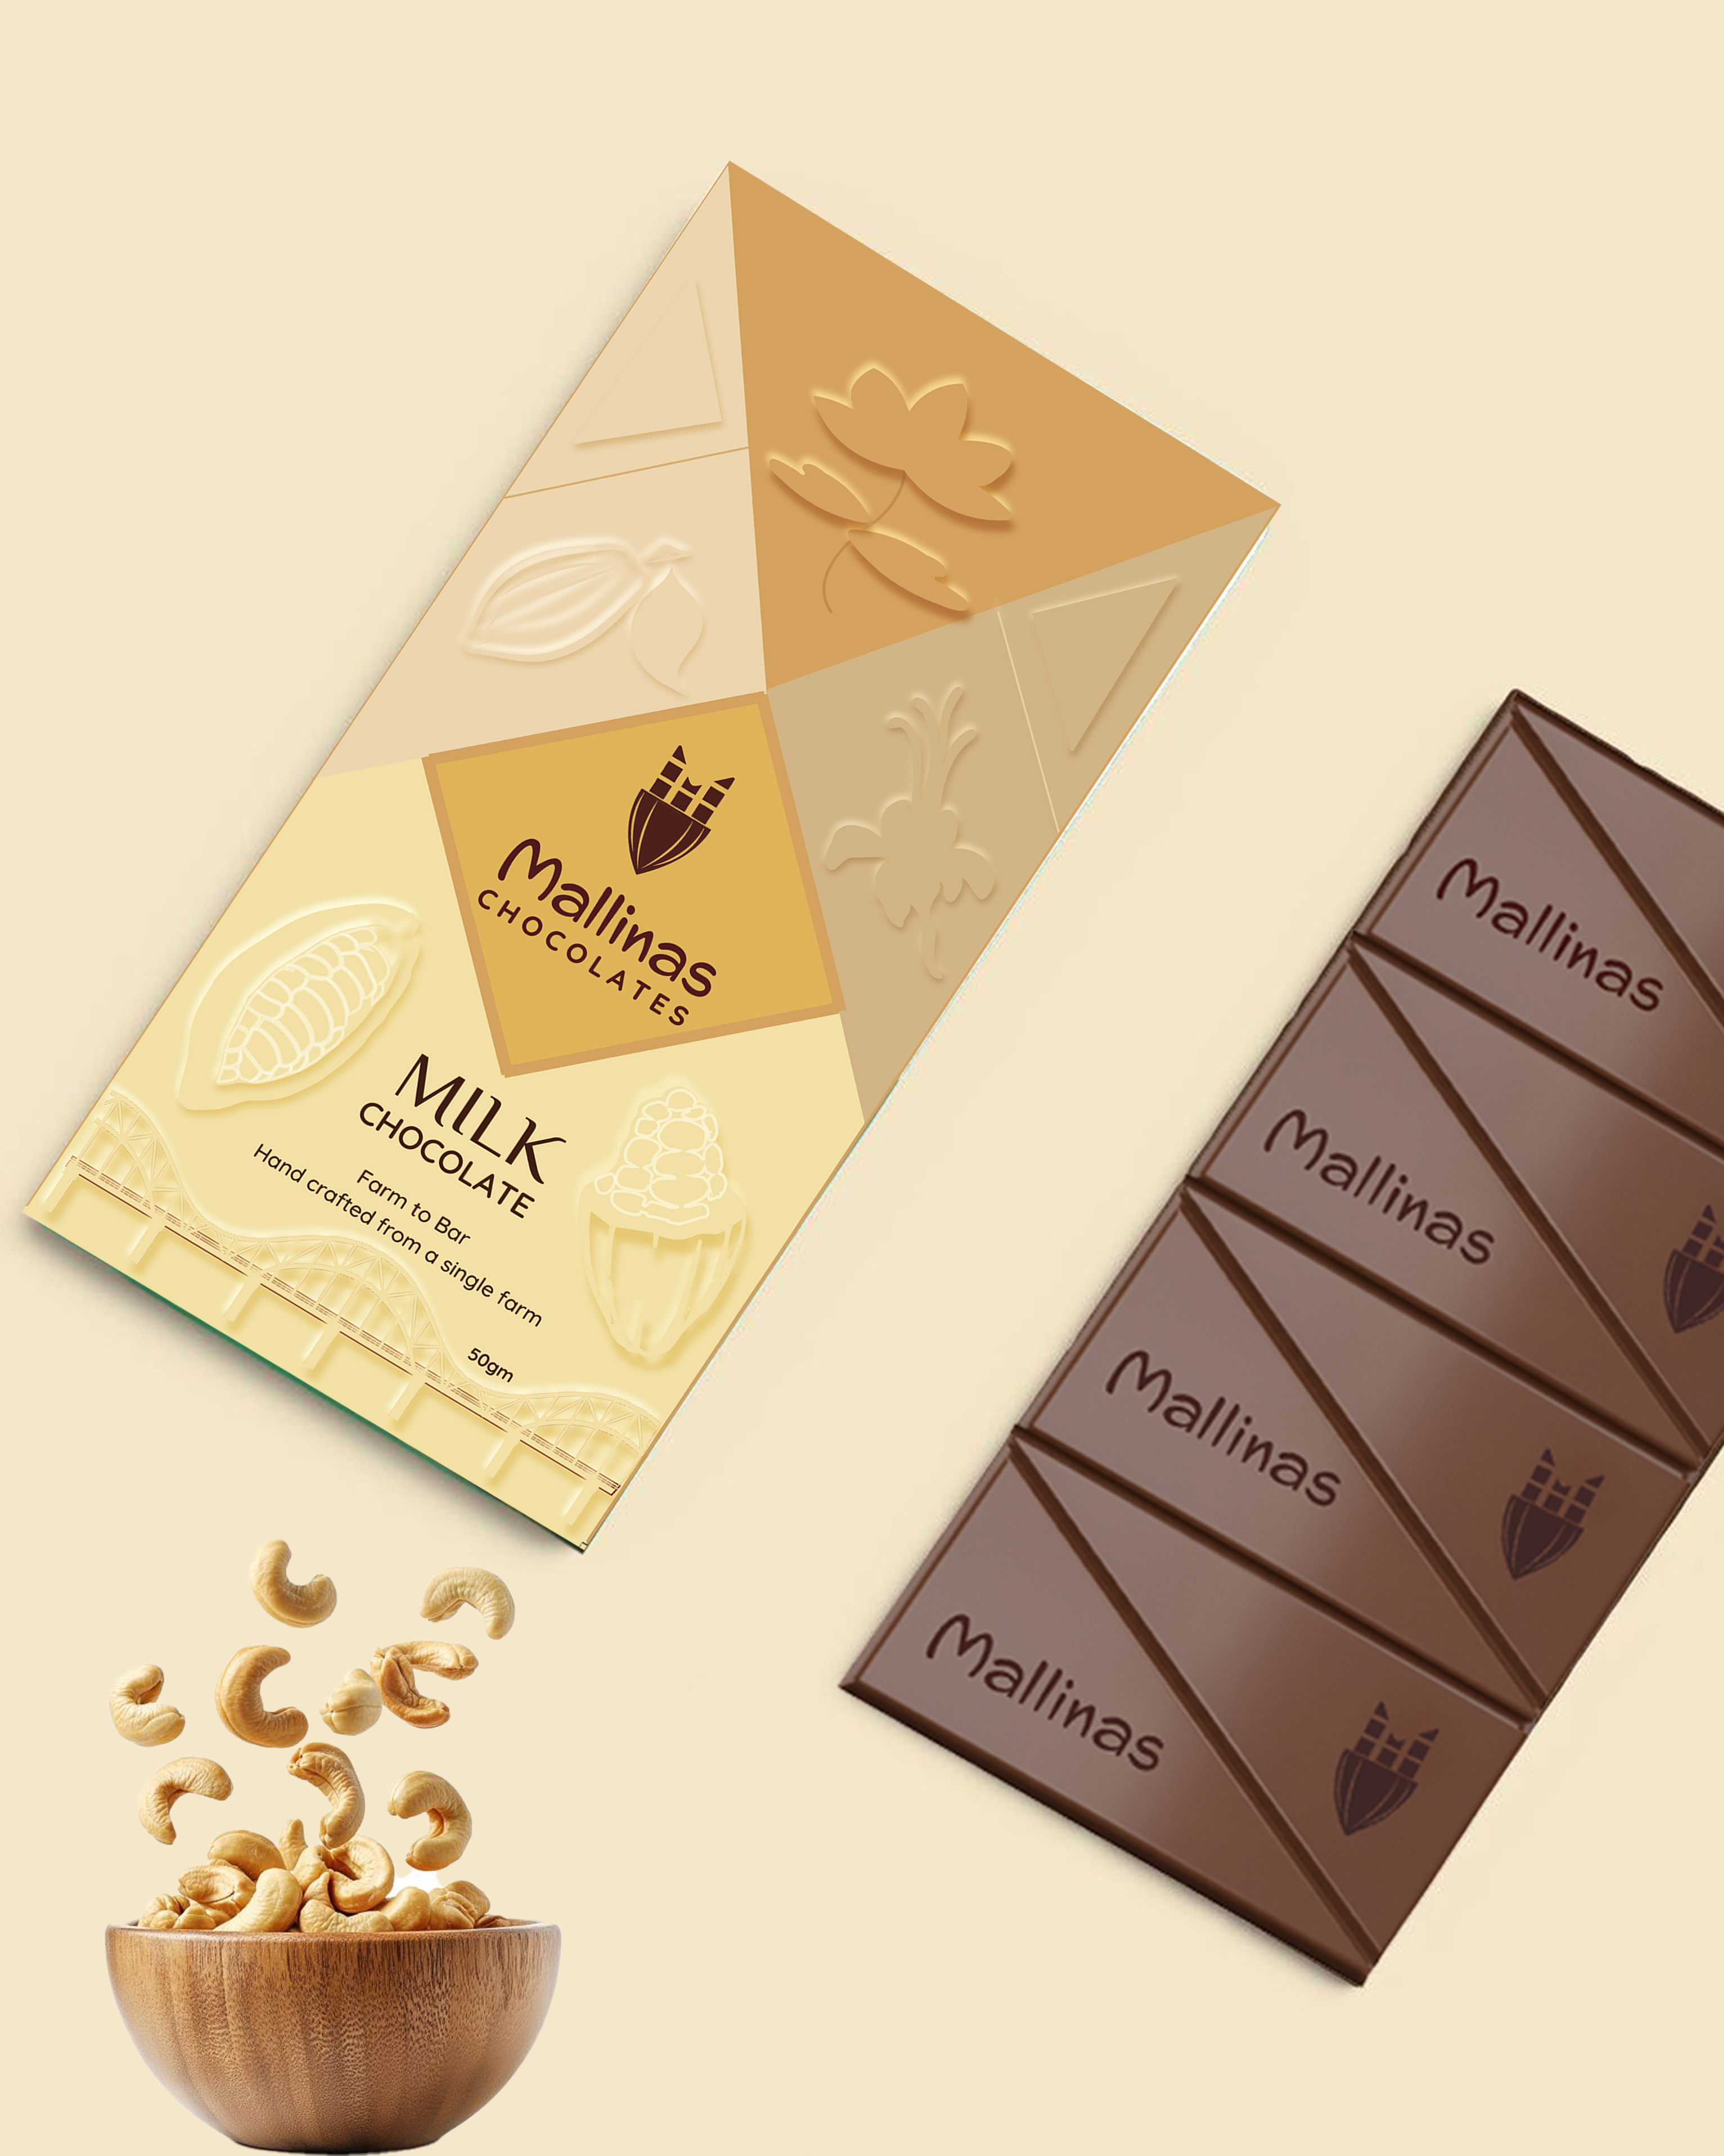 Mallinas
CHOCOLATES
MILK
CHOCOLATE
Farm to Bar
Hand crafted from a single farm
50gm
Mallinas
Mallinas
Mallinas
Mallinas